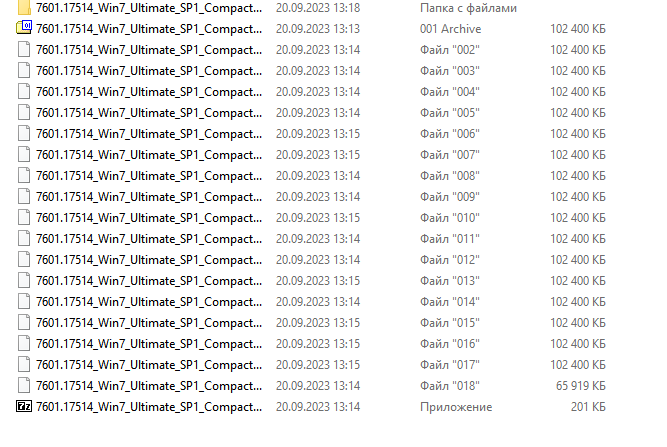 7601.17514_Win7_Ultimate_SP1_Compact... 20.09.2023 13:18 Папка с файлами
7601.17514_Win7_Ultimate_SP1_Compact... 20.09.2023 13:13 001 Archive 102 400 КБ
7601.17514_Win7_Ultimate_SP1_Compact... 20.09.2023 13:14 Файл "002" 102 400 КБ
7601.17514_Win7_Ultimate_SP1_Compact... 20.09.2023 13:14 Файл "003" 102 400 КБ
7601.17514_Win7_Ultimate_SP1_Compact... 20.09.2023 13:14 Файл "004" 102 400 КБ
7601.17514_Win7_Ultimate_SP1_Compact... 20.09.2023 13:14 Файл "005" 102 400 КБ
7601.17514_Win7_Ultimate_SP1_Compact... 20.09.2023 13:15 Файл "006" 102 400 КБ
7601.17514_Win7_Ultimate_SP1_Compact... 20.09.2023 13:15 Файл "007" 102 400 КБ
7601.17514_Win7_Ultimate_SP1_Compact... 20.09.2023 13:14 Файл "008" 102 400 КБ
7601.17514_Win7_Ultimate_SP1_Compact... 20.09.2023 13:14 Файл "009" 102 400 КБ
7601.17514_Win7_Ultimate_SP1_Compact... 20.09.2023 13:15 Файл "010" 102 400 КБ
7601.17514_Win7_Ultimate_SP1_Compact... 20.09.2023 13:14 Файл "011" 102 400 КБ
7601.17514_Win7_Ultimate_SP1_Compact... 20.09.2023 13:14 Файл "012" 102 400 КБ
7601.17514_Win7_Ultimate_SP1_Compact... 20.09.2023 13:15 Файл "013" 102 400 КБ
7601.17514_Win7_Ultimate_SP1_Compact... 20.09.2023 13:14 Файл "014" 102 400 КБ
7601.17514_Win7_Ultimate_SP1_Compact... 20.09.2023 13:15 Файл "015" 102 400 КБ
7601.17514_Win7_Ultimate_SP1_Compact... 20.09.2023 13:15 Файл "016" 102 400 КБ
7601.17514_Win7_Ultimate_SP1_Compact... 20.09.2023 13:15 Файл "017" 102 400 КБ
7601.17514_Win7_Ultimate_SP1_Compact... 20.09.2023 13:14 Файл "018" 65 919 КБ
7z 7601.17514_Win7_Ultimate_SP1_Compact... 20.09.2023 13:14 Приложение 201 КБ